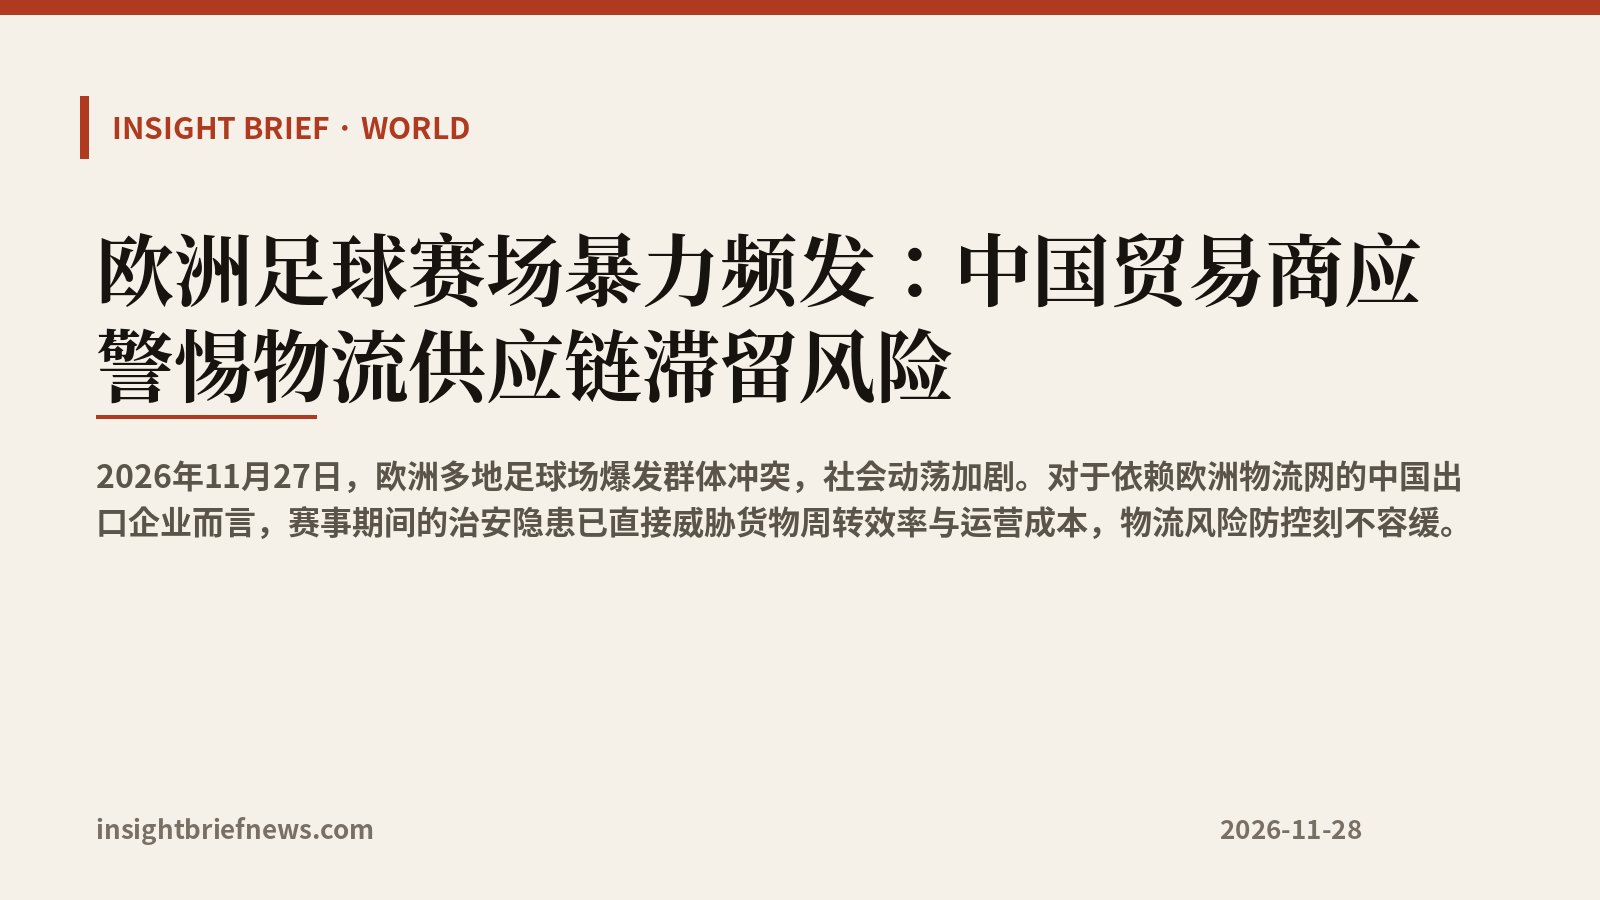 INSIGHT BRIEF · WORLD
欧洲足球赛场暴力频发：中国贸易商应
警惕物流供应链滞留风险
2026年11月27日，欧洲多地足球场爆发群体冲突，社会动荡加剧。对于依赖欧洲物流网的中国出
口企业而言，赛事期间的治安隐患已直接威胁货物周转效率与运营成本，物流风险防控刻不容缓。
insightbriefnews.com
2026-11-28